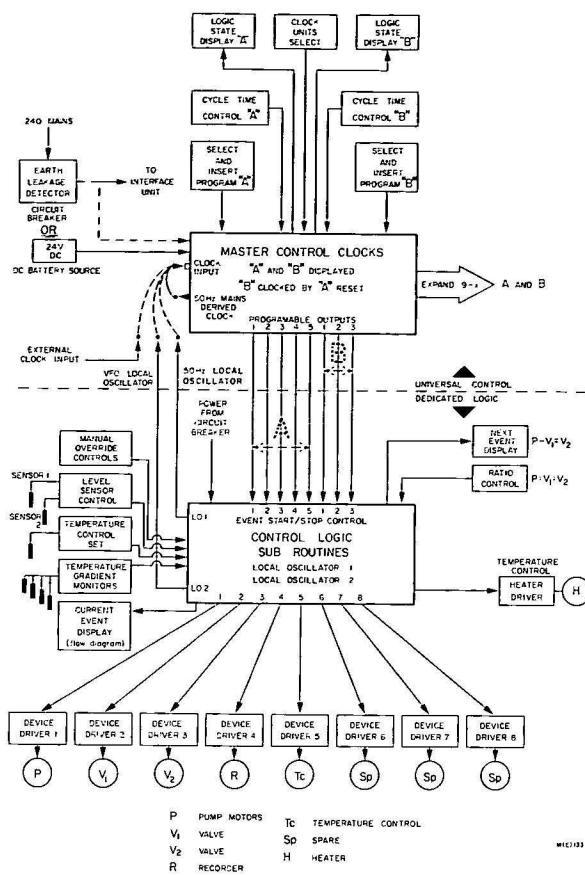 LOGIC
STATE
DISPLAY "A"
CLOCK
UNITS
SELECT
LOGIC
STATE
DISPLAY "B"
CYCLE TIME
CONTROL "A"
CYCLE TIME
CONTROL "B"
240 MAINS
EARTH
LEAKAGE
DETECTOR
CIRCUIT
BREAKER
OR
24V
DC
DC BATTERY SOURCE
TO
INTERFACE
UNIT
SELECT
AND
INSERT
PROGRAM "A"
SELECT
AND
INSERT
PROGRAM "B"
MASTER CONTROL CLOCKS
CLOCK
INPUT
"A" AND "B" DISPLAYED
"B" CLOCKED BY "A" RESET
50Hz MAINS
DERIVED CLOCK
PROGRAMABLE OUTPUTS
1 2 3 4 5 1 2 3
EXPAND 9-x
A AND B
EXTERNAL
CLOCK INPUT
VFO LOCAL
OSCILLATOR
50Hz LOCAL
OSCILLATOR
B
A
UNIVERSAL CONTROL
DEDICATED LOGIC
POWER
FROM
CIRCUIT
BREAKER
MANUAL
OVERRIDE
CONTROLS
SENSOR 1
LEVEL
SENSOR
CONTROL
SENSOR
2
TEMPERATURE
CONTROL
SET
TEMPERATURE
GRADIENT
MONITORS
CURRENT
EVENT
DISPLAY
(flow diagram)
LO1
LO2
1 2 3 4 5 1 2 3
EVENT START/STOP CONTROL
CONTROL LOGIC
SUB ROUTINES
LOCAL OSCILLATOR 1
LOCAL OSCILLATOR 2
1 2 3 4 5 6 7 8
NEXT
EVENT
DISPLAY
P-V1=V2
RATIO
CONTROL
P=V1=V2
TEMPERATURE
CONTROL
HEATER
DRIVER
H
DEVICE
DRIVER 1
DEVICE
DRIVER 2
DEVICE
DRIVER 3
DEVICE
DRIVER 4
DEVICE
DRIVER 5
DEVICE
DRIVER 6
DEVICE
DRIVER 7
DEVICE
DRIVER 8
P
V1
V2
R
Tc
Sp
Sp
Sp
P PUMP MOTORS
V1 VALVE
V2 VALVE
R RECORDER
Tc TEMPERATURE CONTROL
Sp SPARE
H HEATER